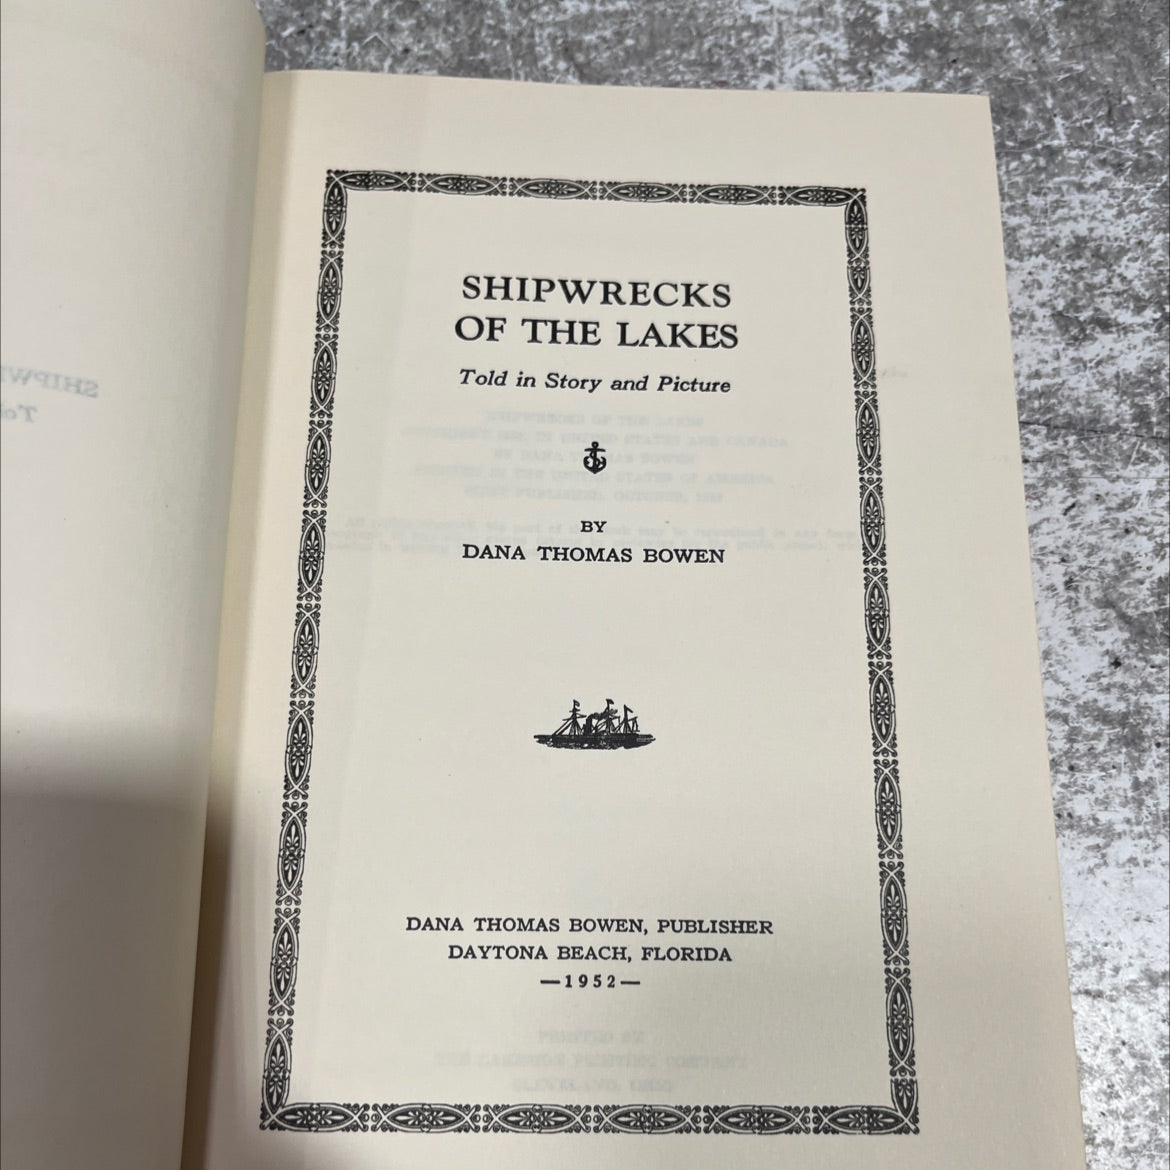 SHIPWRECKS
OF THE LAKES
Told in Story and Picture
BY
DANA THOMAS BOWEN
DANA THOMAS BOWEN, PUBLISHER
DAYTONA BEACH, FLORIDA
—1952—